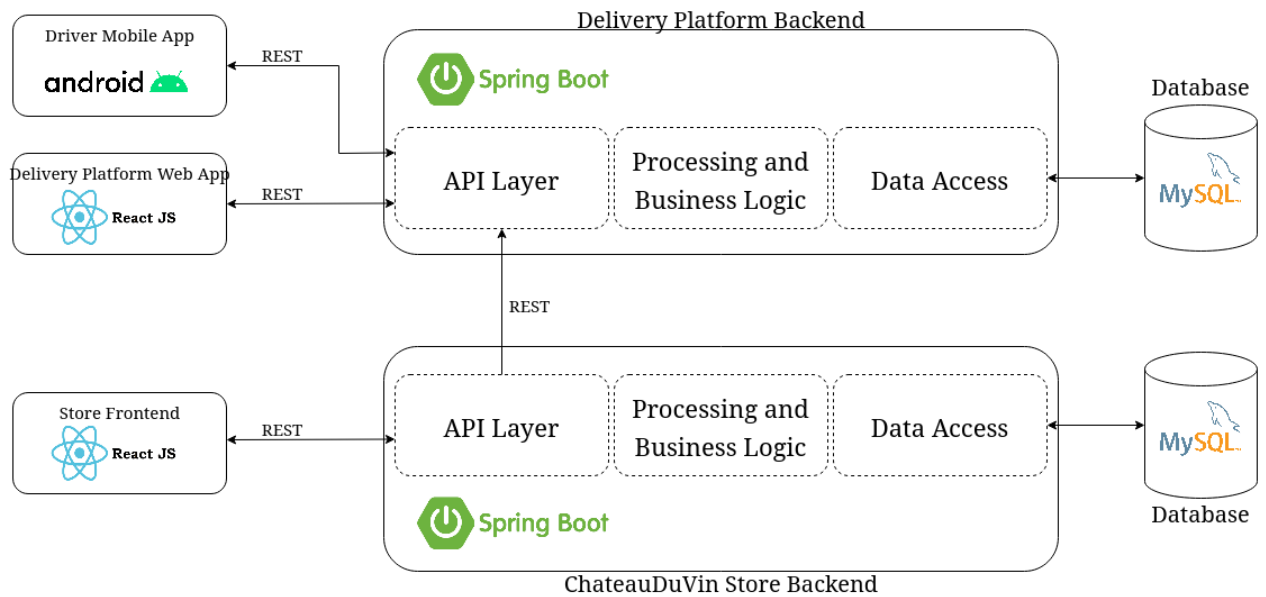 Delivery Platform Backend
Driver Mobile App
android
REST
Spring Boot
Database
MySQL
Delivery Platform Web App
React JS
REST
API Layer
Processing and
Business Logic
Data Access
REST
Store Frontend
React JS
REST
API Layer
Processing and
Business Logic
Data Access
MySQL
Database
Spring Boot
ChateauDuVin Store Backend